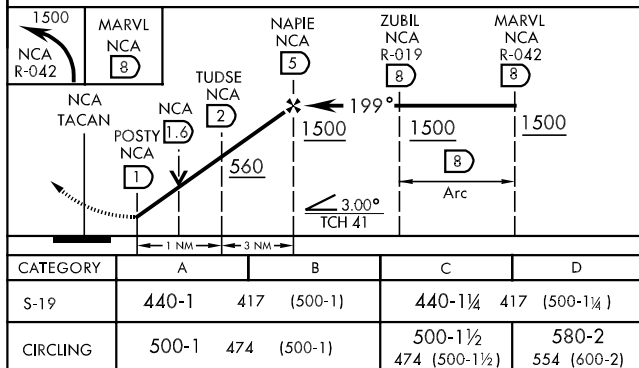 1500
NCA
R-042
MARVL
NCA
8
NAPIE
NCA
5
ZUBIL
NCA
R-019
8
MARVL
NCA
R-042
8
NCA
TACAN
POSTY
NCA
1
NCA
1.6
TUDSE
NCA
2
199°
1500
1500
1500
560
8
Arc
3.00°
TCH 41
1 NM
3 NM
CATEGORY A B C D
S-19 440-1 417 (500-1) 440-1¼ 417 (500-1¼)
CIRCLING 500-1 474 (500-1) 500-1½ 474 (500-1½) 580-2 554 (600-2)